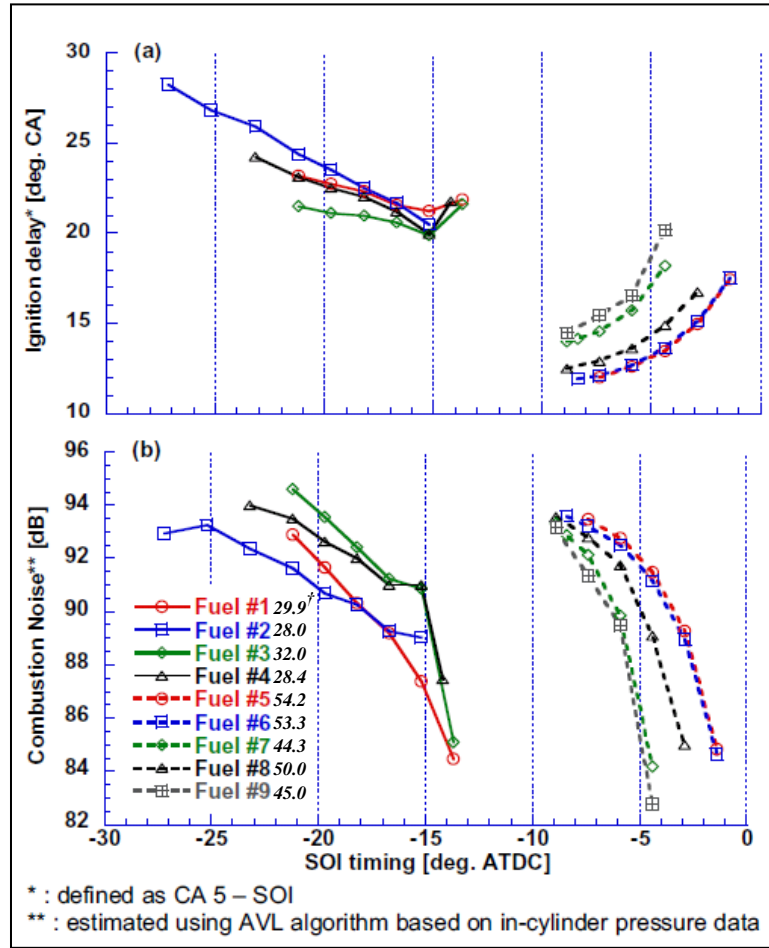 (a)
30
25
20
15
10
Ignition delay* [deg. CA]
(b)
96
94
92
90
88
86
84
82
Combustion Noise** [dB]
Fuel #1 29.9†
Fuel #2 28.0
Fuel #3 32.0
Fuel #4 28.4
Fuel #5 54.2
Fuel #6 53.3
Fuel #7 44.3
Fuel #8 50.0
Fuel #9 45.0
-30 -25 -20 -15 -10 -5 0
SOI timing [deg. ATDC]
* : defined as CA 5 – SOI
** : estimated using AVL algorithm based on in-cylinder pressure data